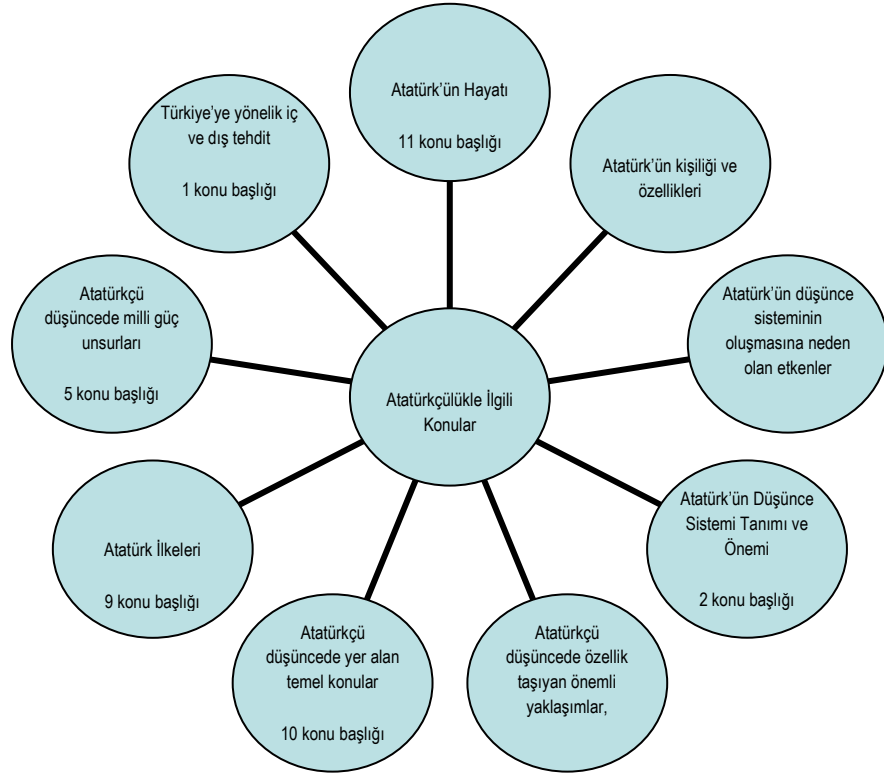 Atatürk'ün Hayatı
11 konu başlığı
Atatürk'ün kişiliği ve
özellikleri
Atatürk'ün düşünce
sisteminin
oluşmasına neden
olan etkenler
Atatürk'ün Düşünce
Sistemi Tanımı ve
Önemi
2 konu başlığı
Atatürkçü
düşüncede özellik
taşıyan önemli
yaklaşımlar,
Atatürkçü
düşüncede yer alan
temel konular
10 konu başlığı
Atatürk İlkeleri
9 konu başlığı
Atatürkçü
düşüncede milli güç
unsurları
5 konu başlığı
Türkiye'ye yönelik iç
ve dış tehdit
1 konu başlığı
Atatürkçülükle İlgili
Konular